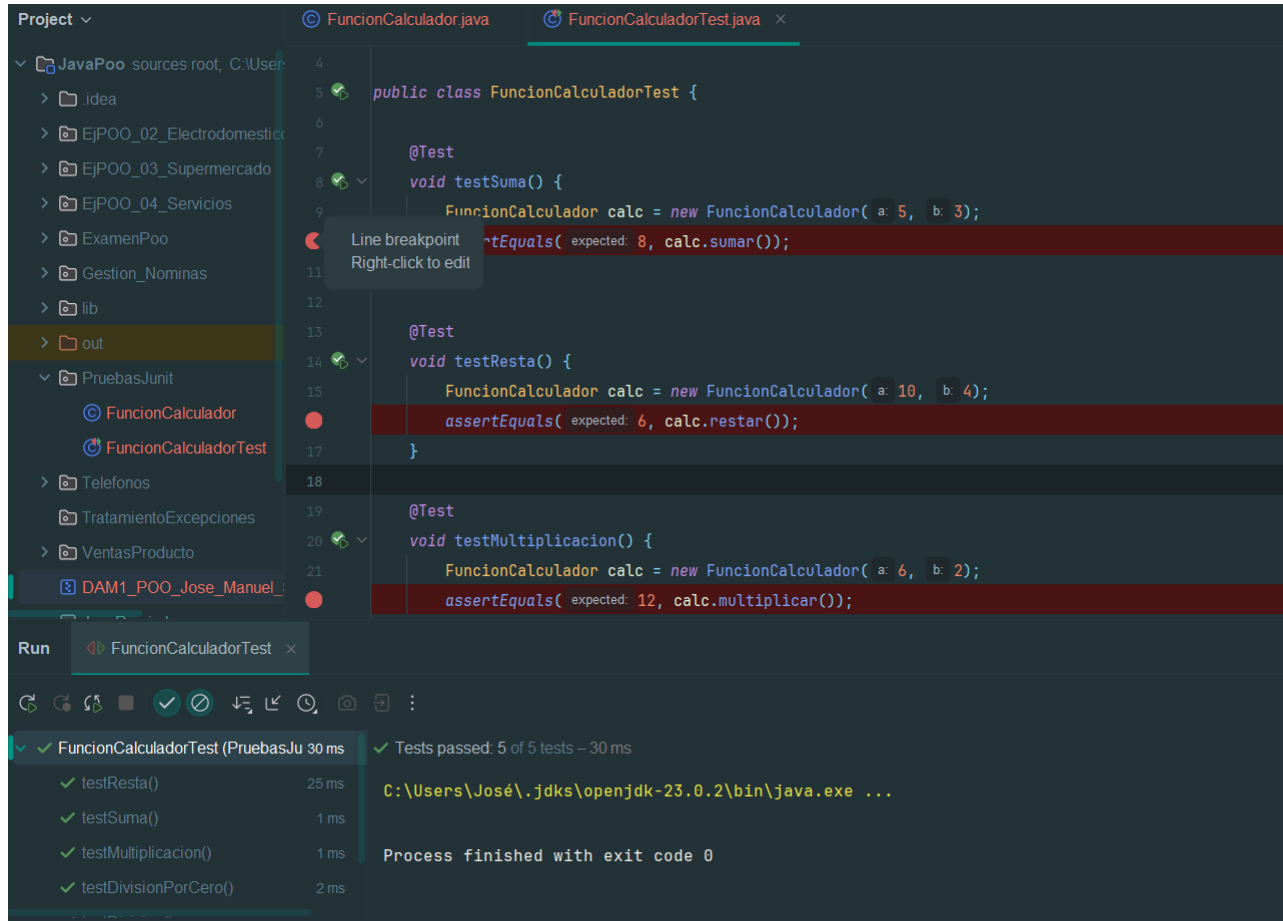 Project
FuncionCalculador.java
FuncionCalculadorTest.java
JavaPoo sources root, C:\User
.idea
EjPOO_02_Electrodomestico
EjPOO_03_Supermercado
EjPOO_04_Servicios
ExamenPoo
Gestion_Nominas
lib
out
PruebasJunit
FuncionCalculador
FuncionCalculadorTest
Telefonos
TratamientoExcepciones
VentasProducto
DAM1_POO_Jose_Manuel_
4
5 public class FuncionCalculadorTest {
6
7 @Test
8 void testSuma() {
9 FuncionCalculador calc = new FuncionCalculador( a: 5, b: 3);
Line breakpoint
Right-click to edit
rtEquals( expected: 8, calc.sumar());
11
12
13 @Test
14 void testResta() {
15 FuncionCalculador calc = new FuncionCalculador( a: 10, b: 4);
assertEquals( expected: 6, calc.restar());
17 }
18
19 @Test
20 void testMultiplicacion() {
21 FuncionCalculador calc = new FuncionCalculador( a: 6, b: 2);
assertEquals( expected: 12, calc.multiplicar());
Run
FuncionCalculadorTest
FuncionCalculadorTest (PruebasJu 30 ms
testResta() 25 ms
testSuma() 1 ms
testMultiplicacion() 1 ms
testDivisionPorCero() 2 ms
Tests passed: 5 of 5 tests – 30 ms
C:\Users\José\.jdks\openjdk-23.0.2\bin\java.exe ...
Process finished with exit code 0